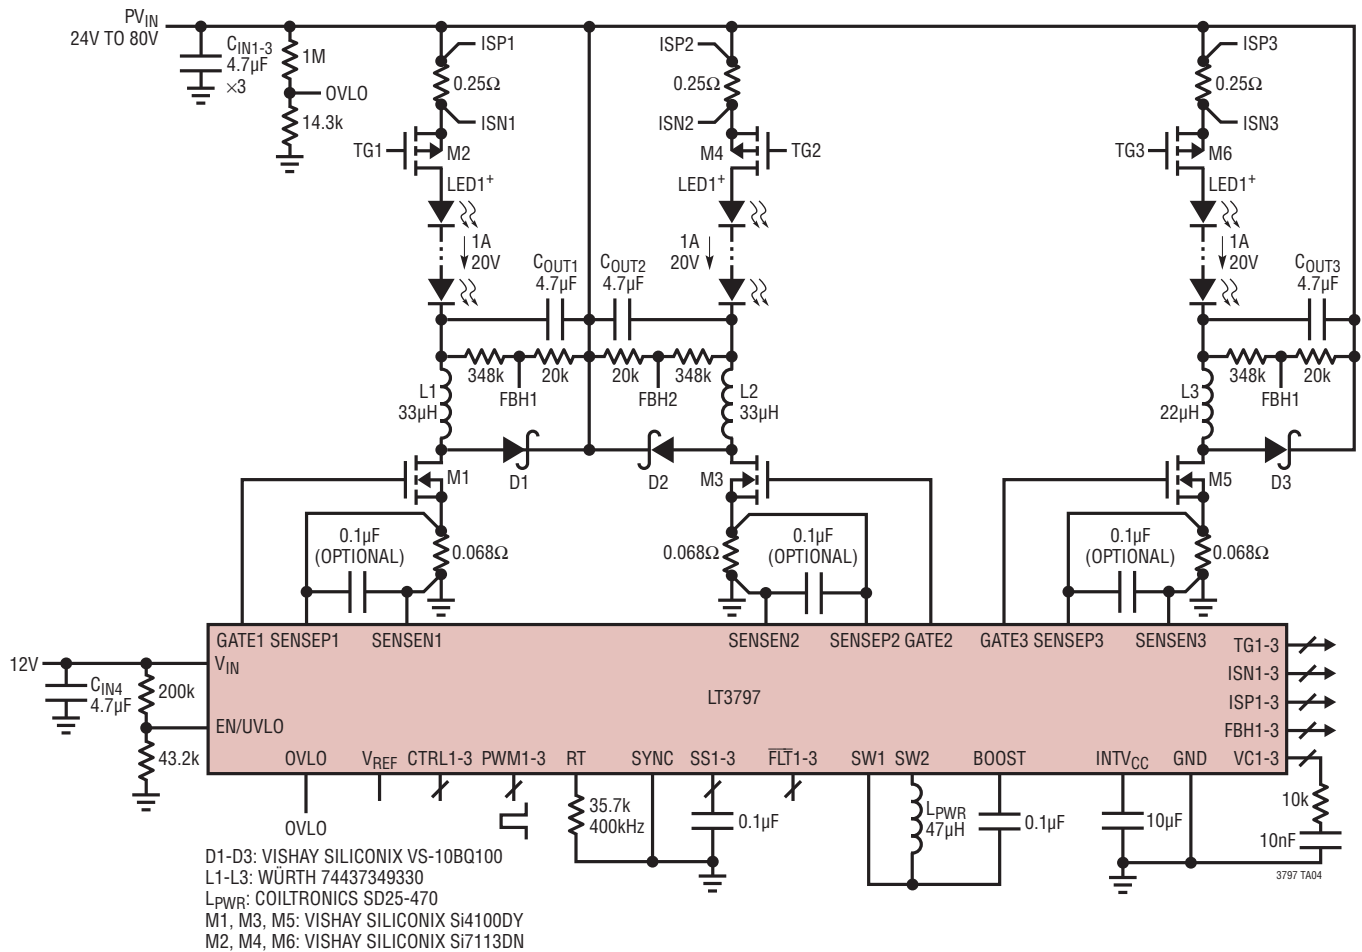 PVIN
24V TO 80V
CIN1-3
4.7µF
×3
1M
OVLO
14.3k
ISP1
0.25Ω
ISN1
TG1
M2
LED1+
1A
20V
ISP2
0.25Ω
ISN2
M4
TG2
LED1+
1A
20V
ISP3
0.25Ω
ISN3
TG3
M6
LED1+
1A
20V
COUT1
4.7µF
COUT2
4.7µF
COUT3
4.7µF
348k
20k
FBH1
20k
348k
FBH2
348k
20k
FBH1
L1
33µH
L2
33µH
L3
22µH
M1
D1
D2
M3
M5
D3
0.1µF
(OPTIONAL)
0.068Ω
0.068Ω
0.1µF
(OPTIONAL)
0.1µF
(OPTIONAL)
0.068Ω
GATE1 SENSEP1 SENSEN1 SENSEN2 SENSEP2 GATE2 GATE3 SENSEP3 SENSEN3
12V
CIN4
4.7µF
200k
43.2k
VIN
EN/UVLO
LT3797
TG1-3
ISN1-3
ISP1-3
FBH1-3
VC1-3
OVLO VREF CTRL1-3 PWM1-3 RT SYNC SS1-3 FLT1-3 SW1 SW2 BOOST INTVCC GND
OVLO
35.7k
400kHz
0.1µF
LPWR
47µH
0.1µF
10µF
10k
10nF
3797 TA04
D1-D3: VISHAY SILICONIX VS-10BQ100
L1-L3: WÜRTH 74437349330
LPWR: COILTRONICS SD25-470
M1, M3, M5: VISHAY SILICONIX Si4100DY
M2, M4, M6: VISHAY SILICONIX Si7113DN